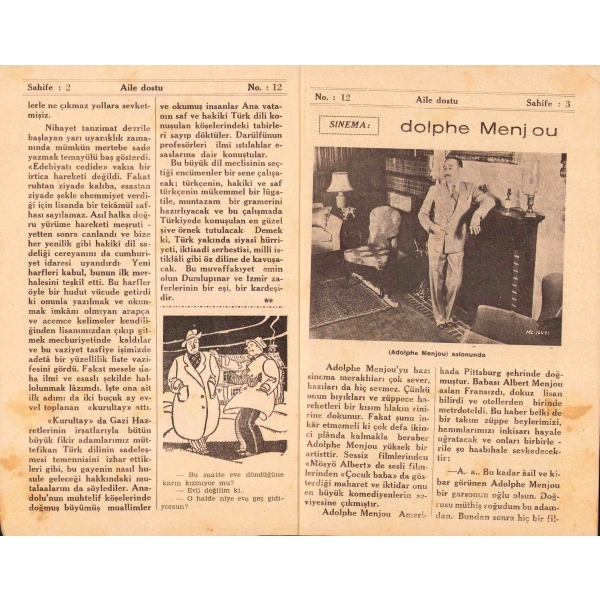 Sahife : 2 Aile dostu No. : 12
lerle ne çıkmaz yollara sevket-
mişiz.
Nihayet tanzimat devrile
başlayan yarı uyanıklık zama-
nında mümkün mertebe sade
yazmak temayülü baş gösterdi.
«Edebiyatı cedide» vakıa bir
irtica hareketi değildi. Fakat
ruhtan ziyade kalıba, esastan
ziyade şekle ehemmiyet verdi-
ği için lisanda bir tekâmül saf-
hası sayılamaz. Asıl halka doğ-
ru yürüme hareketi meşruti -
yetten sonra canlandı ve bizce
her yenilik gibi hakiki dil sa-
deliği cereyanını da cumhuri-
yet idaresi uyandırdı. Yeni
harfleri kabul, bunun ilk mer-
halesini teşkil etti. Bu harfler
öyle bir hudut vücude getirdi
ki onunla yazılmak ve okun-
mak imkânı olmıyan arapça
ve acemce kelimeler kendili-
ğinden lisanımızdan çıkıp git-
mek mecburiyetinde kaldılar
ve bu vaziyet tasfiye işimizde
adetâ bir yüzellilik liste vazi-
fesini gördü. Fakat mesele da-
ha ilmi ve esaslı şekilde hal-
lolunmak lâzımdı. İşte ona ait
ilk adımı da iki buçuk ay ev-
vel toplanan «kurultay» attı.
«Kurultay» da Gazi Haz-
retlerinin irşatlarıyla bütün
büyük fikir adamlarımız müt-
tefikan Türk dilinin sadeleş-
mesi temennisini izhar ettik-
leri gibi, bu gayenin nasıl hu-
sule geleceği hakkındaki mu-
talaalarını da söylediler. Ana-
dolu'nun muhtelif köşelerinde
doğmuş büyümüş muallimler
ve okumuş insanlar Ana vata-
nın saf ve hakiki Türk dili ko-
nuşulan köşelerindeki tabirle-
ri sayıp döktüler. Darülfünun
profesörleri ilmi ıstılahlar e-
saslarına dair konuştular.
Bu büyük dil meclisinin seç-
tiği encümenler bir sene çalışa-
cak; türkçenin, hakiki ve saf
türkçenin mükemmel bir lûga-
tile, muntazam bir gramerini
hazırlıyacak ve bu çalışmada
Türkiyede konuşulan en güzel
şive örnek tutulacak. Demek
ki, Türk yakında siyasi hürri-
yeti, iktisadi serbestisi, milli is-
tiklâli gibi öz diline de kavuşa-
cak. Bu muvaffakıyet emin
olun Dumlupınar ve İzmir za-
ferlerinin bir eşi, bir kardeşi-
dir.
**
— Bu saatte eve döndüğüne
karın kızmıyor mu?
— Evli değilim ki.
— O halde niye eve geç gidi-
yorsun?
No. : 12 Aile dostu Sahife : 3
SINEMA:
dolphe Menjou
MG-16491
(Adolphe Menjou) salonunda
Adolphe Menjou'yu bazı
sinema meraklıları çok sever,
bazıları da hiç sevmez. Çünkü
onun bıyıkları ve züppece ha-
reketleri bir kısım halkın sini-
rine dokunur. Fakat şunu in-
kâr etmemeli ki çok defa ikin-
ci plânda kalmakla beraber
Adolphe Menjou yüksek bir
artisttir. Sessiz filmlerinden
«Mösyö Albert» de sesli film-
lerinden «Çocuk baba» da gös-
terdiği maharet ve iktidar onu
en büyük komediyenlerin se-
viyesine çıkmıştır.
Adolphe Menjou Ameri-
kada Pittsburg şehrinde doğ-
muştur. Babası Albert Menjou
aslan Fransızdı, dokuz lisan
bilirdi ve otellerden birinde
metrdoteldi. Bu haber belki de
bir takım züppe beylerimizi,
hanımlarımızı inkisarı hayale
uğratacak ve onları birbirile-
rile şu hasbıhale sevkedecek-
tir:
—A. a.. Bu kadar âsil ve ki-
bar görünen Adolphe Menjou
bir garsonun oğlu olsun. Doğ-
rusu müthiş soğudum bu adam-
dan. Bundan sonra hiç bir fil-